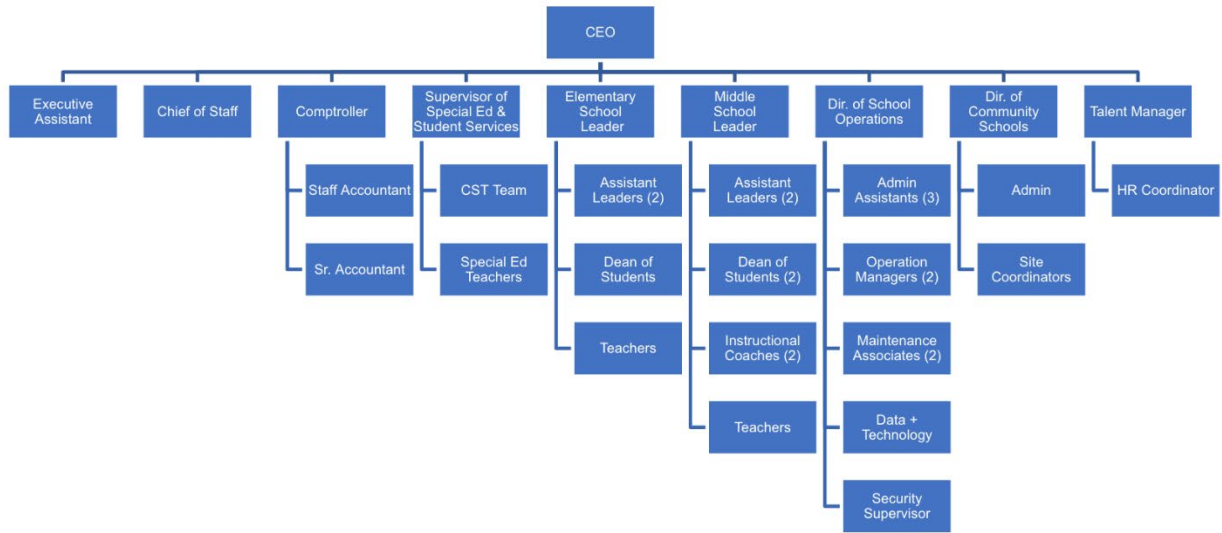 CEO
Executive
Assistant
Chief of Staff
Comptroller
Supervisor of
Special Ed &
Student Services
Elementary
School
Leader
Middle
School
Leader
Dir. of School
Operations
Dir. of
Community
Schools
Talent Manager
Staff Accountant
CST Team
Assistant
Leaders (2)
Assistant
Leaders (2)
Admin
Assistants (3)
Admin
HR Coordinator
Sr. Accountant
Special Ed
Teachers
Dean of
Students
Dean of
Students (2)
Operation
Managers (2)
Site
Coordinators
Teachers
Instructional
Coaches (2)
Maintenance
Associates (2)
Teachers
Data +
Technology
Security
Supervisor